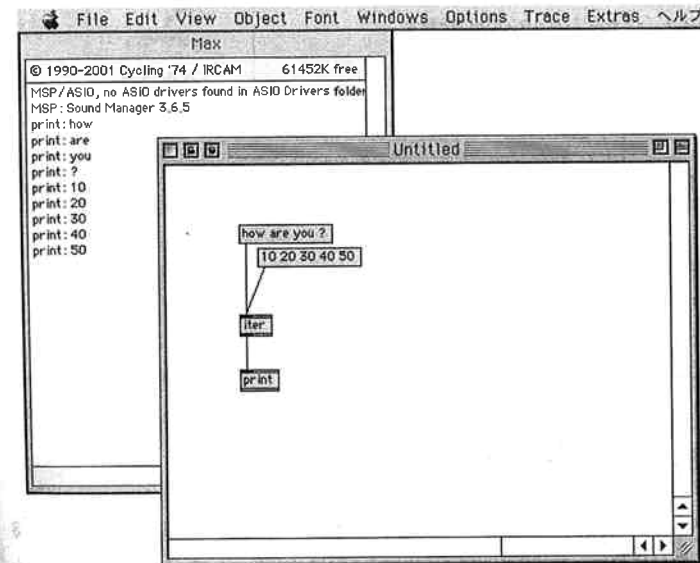 File Edit View Object Font Windows Options Trace Extras ヘルプ
Max
© 1990-2001 Cycling '74 / IRCAM 61452K free
MSP/ASIO, no ASIO drivers found in ASIO Drivers folder
MSP: Sound Manager 3.6.5
print: how
print: are
print: you
print: ?
print: 10
print: 20
print: 30
print: 40
print: 50
Untitled
how are you ?
10 20 30 40 50
iter
print